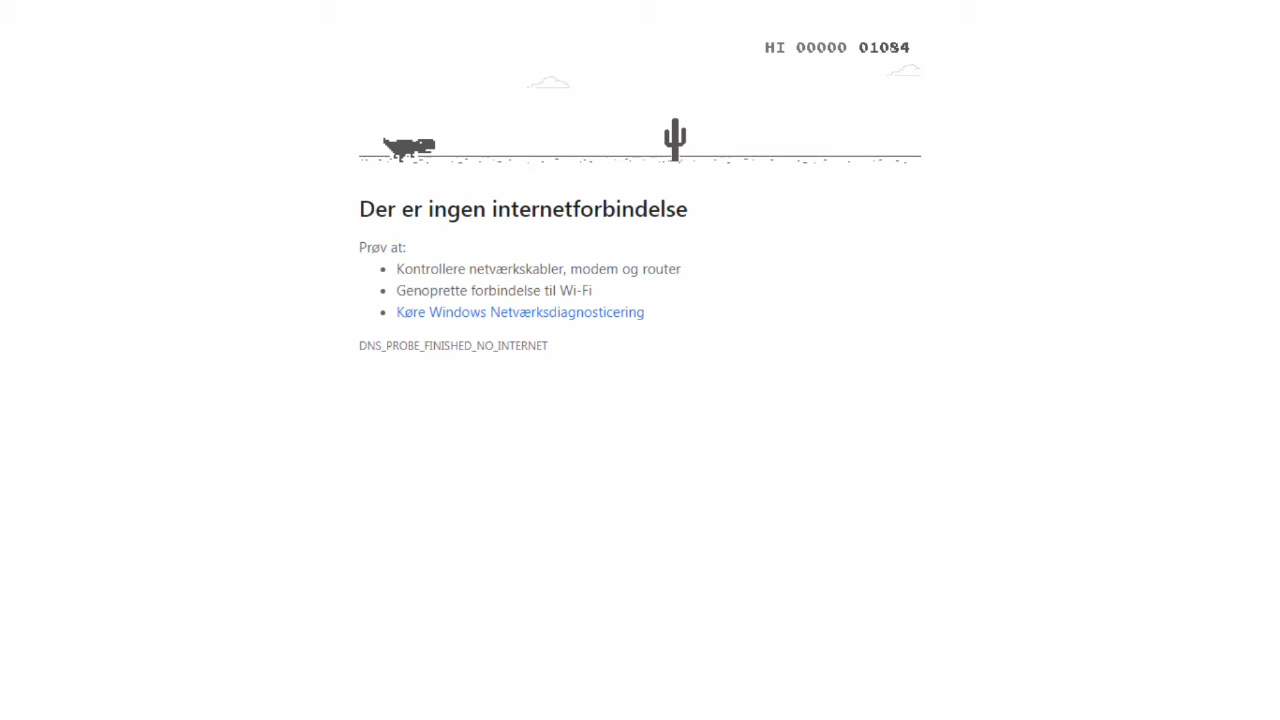 HI 00000 01084
Der er ingen internetforbindelse
Prøv at:
Kontrollere netværkskabler, modem og router
Genoprette forbindelse til Wi-Fi
Køre Windows Netværksdiagnosticering
DNS_PROBE_FINISHED_NO_INTERNET